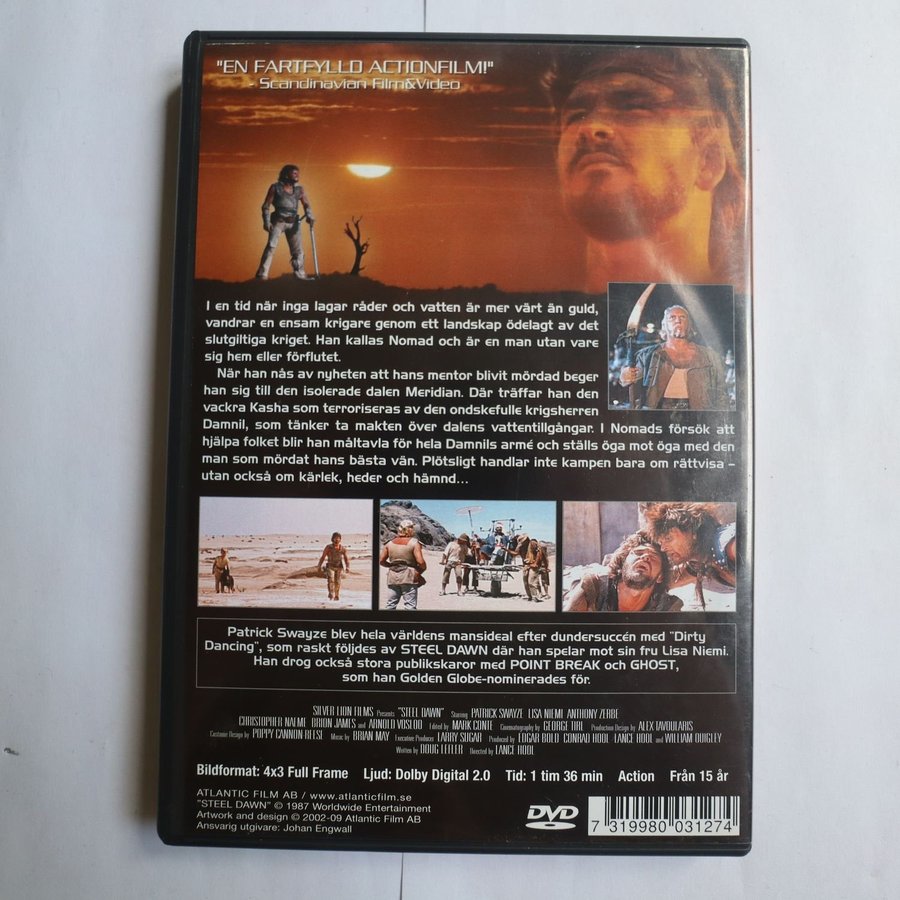 "EN FARTFYLLD ACTIONFILM!"
- Scandinavian Film&Video
I en tid när inga lagar råder och vatten är mer värt än guld,
vandrar en ensam krigare genom ett landskap ödelagt av det
slutgiltiga kriget. Han kallas Nomad och är en man utan vare
sig hem eller förflutet.
När han nås av nyheten att hans mentor blivit mördad beger
han sig till den isolerade dalen Meridian. Där träffar han den
vackra Kasha som terroriseras av den ondskefulle krigsherren
Damnil, som tänker ta makten över dalens vattentillgångar. I Nomads försök att
hjälpa folket blir han måltavla för hela Damnils armé och ställs öga mot öga med den
man som mördat hans bästa vän. Plötsligt handlar inte kampen bara om rättvisa –
utan också om kärlek, heder och hämnd...
Patrick Swayze blev hela världens mansideal efter dundersuccén med "Dirty
Dancing", som raskt följdes av STEEL DAWN där han spelar mot sin fru Lisa Niemi.
Han drog också stora publikskaror med POINT BREAK och GHOST,
som han Golden Globe-nominerades för.
SILVER LION FILMS Presents "STEEL DAWN" Starring PATRICK SWAYZE LISA NIEMI ANTHONY ZERBE
CHRISTOPHER NAEME BRION JAMES and ARNOLD VOSLOO Edited by MARK CONTE Cinematography by GEORGE TIRL Production Design by ALEX TAVOULARIS
Costume Design by POPPY CANNON REESE Music by BRIAN MAY Executive Producer LARRY SUGAR Produced by EDGAR BOLD CONRAD HOOL LANCE HOOL and WILLIAM QUIGLEY
Written by DOUG LEFLER Directed by LANCE HOOL
Bildformat: 4x3 Full Frame Ljud: Dolby Digital 2.0 Tid: 1 tim 36 min Action Från 15 år
ATLANTIC FILM AB / www.atlanticfilm.se
"STEEL DAWN" © 1987 Worldwide Entertainment
Artwork and design © 2002-09 Atlantic Film AB
Ansvarig utgivare: Johan Engwall
DVD
VIDEO
7 319980 031274